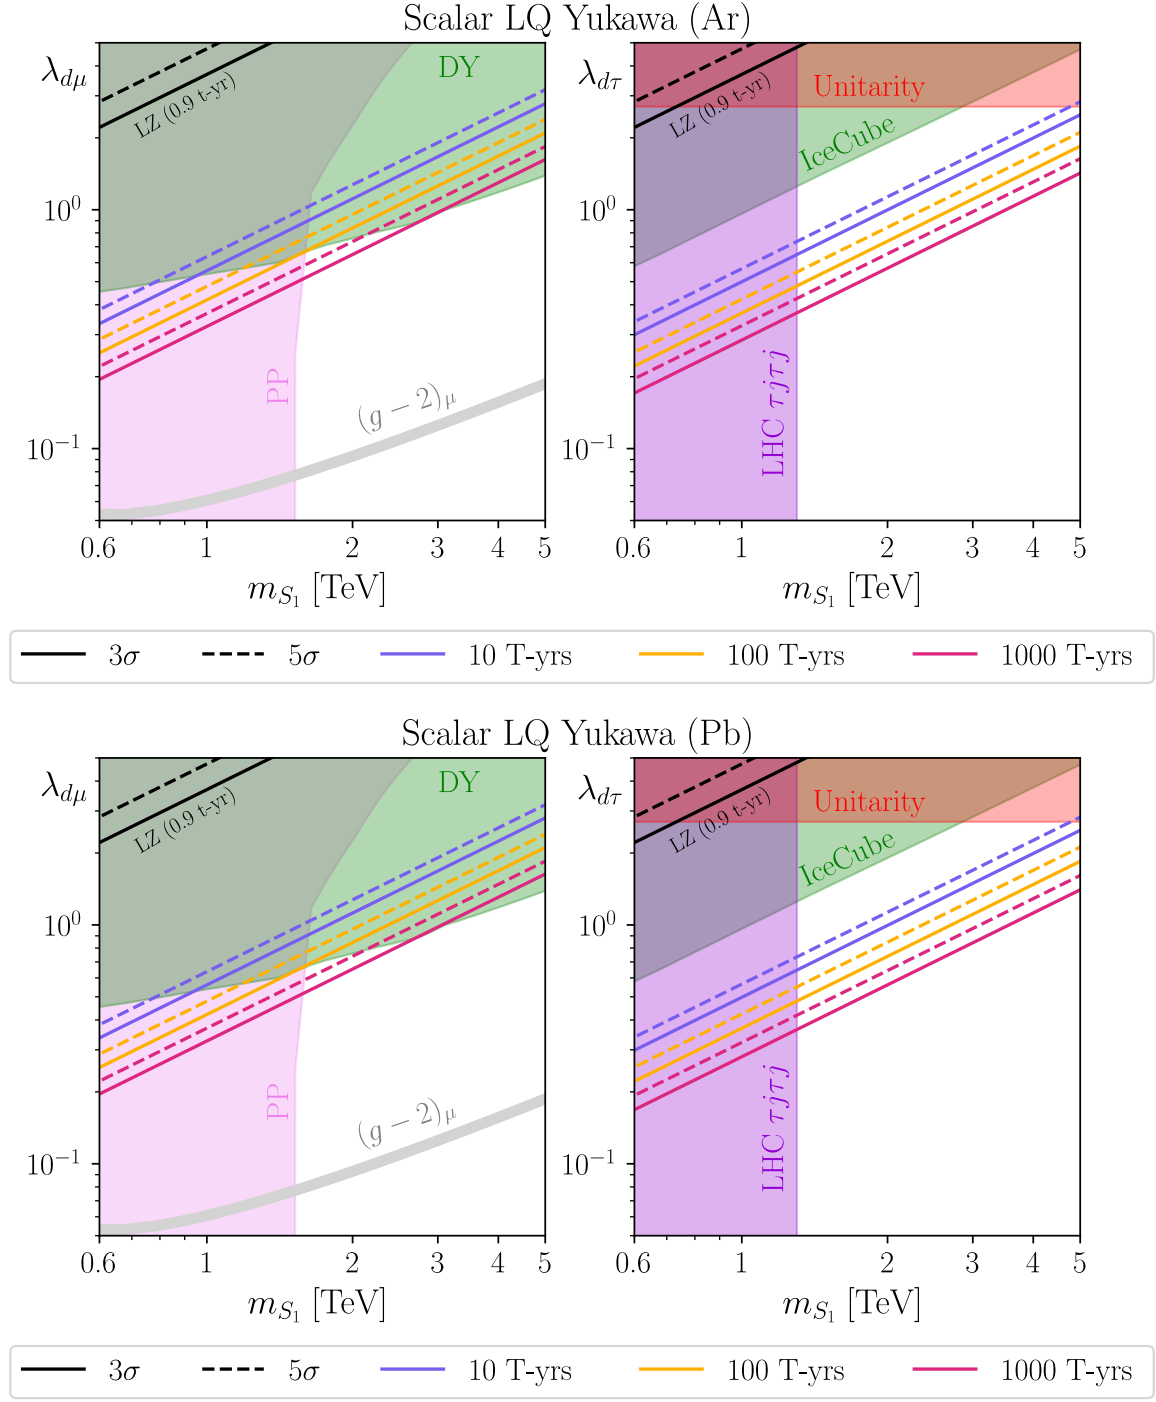 Scalar LQ Yukawa (Ar)
λ_{dμ} DY LZ (0.9 t-yr) PP (g − 2)_μ
10^0
10^{−1}
0.6 1 2 3 4 5
m_{S_1} [TeV]
λ_{dτ} Unitarity LZ (0.9 t-yr) IceCube LHC τjτj
10^0
10^{−1}
0.6 1 2 3 4 5
m_{S_1} [TeV]
3σ 5σ 10 T-yrs 100 T-yrs 1000 T-yrs
Scalar LQ Yukawa (Pb)
λ_{dμ} DY LZ (0.9 t-yr) PP (g − 2)_μ
10^0
10^{−1}
0.6 1 2 3 4 5
m_{S_1} [TeV]
λ_{dτ} Unitarity LZ (0.9 t-yr) IceCube LHC τjτj
10^0
10^{−1}
0.6 1 2 3 4 5
m_{S_1} [TeV]
3σ 5σ 10 T-yrs 100 T-yrs 1000 T-yrs